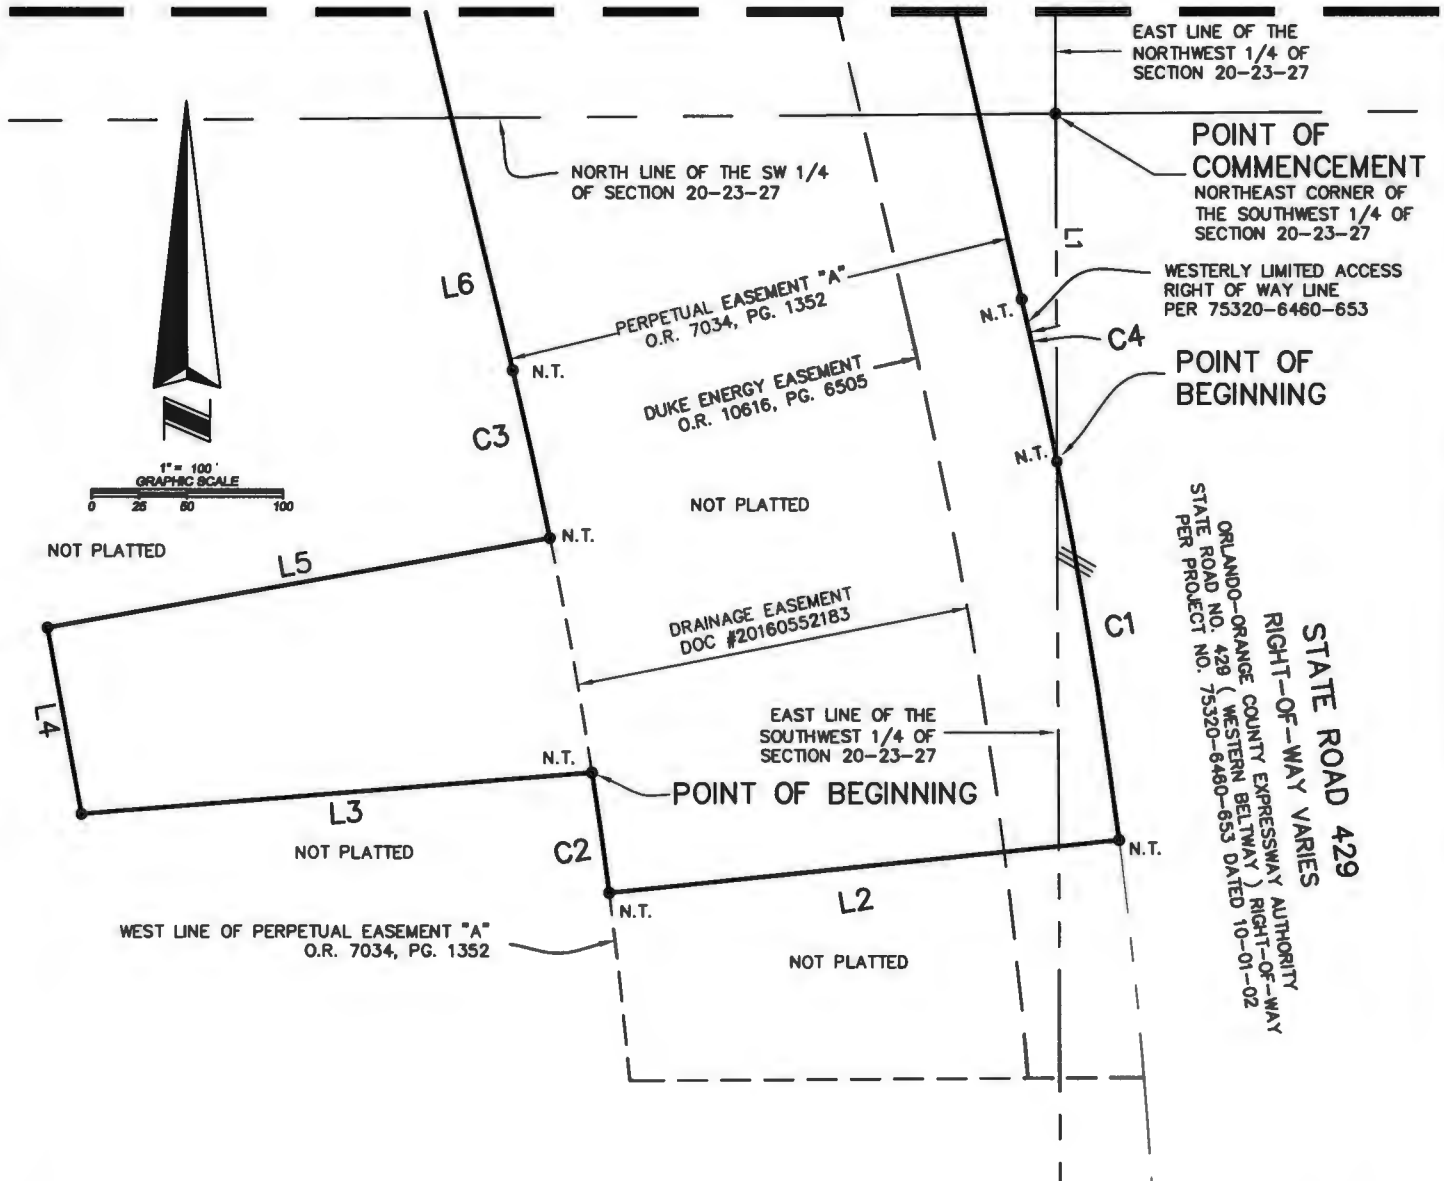 EAST LINE OF THE
NORTHWEST 1/4 OF
SECTION 20-23-27
POINT OF
COMMENCEMENT
NORTHEAST CORNER OF
THE SOUTHWEST 1/4 OF
SECTION 20-23-27
NORTH LINE OF THE SW 1/4
OF SECTION 20-23-27
L1
WESTERLY LIMITED ACCESS
RIGHT OF WAY LINE
PER 75320-6460-653
L6
PERPETUAL EASEMENT "A"
O.R. 7034, PG. 1352
N.T.
C4
POINT OF
BEGINNING
N.T.
DUKE ENERGY EASEMENT
O.R. 10616, PG. 6505
C3
N.T.
1" = 100'
GRAPHIC SCALE
0 25 50 100
NOT PLATTED
NOT PLATTED
N.T.
L5
DRAINAGE EASEMENT
DOC #20160552183
C1
STATE ROAD 429
RIGHT-OF-WAY VARIES
ORLANDO-ORANGE COUNTY EXPRESSWAY AUTHORITY
STATE ROAD NO. 429 ( WESTERN BELTWAY ) RIGHT-OF-WAY
PER PROJECT NO. 75320-6460-653 DATED 10-01-02
L4
EAST LINE OF THE
SOUTHWEST 1/4 OF
SECTION 20-23-27
N.T.
POINT OF BEGINNING
L3
NOT PLATTED
C2
N.T.
L2
N.T.
WEST LINE OF PERPETUAL EASEMENT "A"
O.R. 7034, PG. 1352
NOT PLATTED